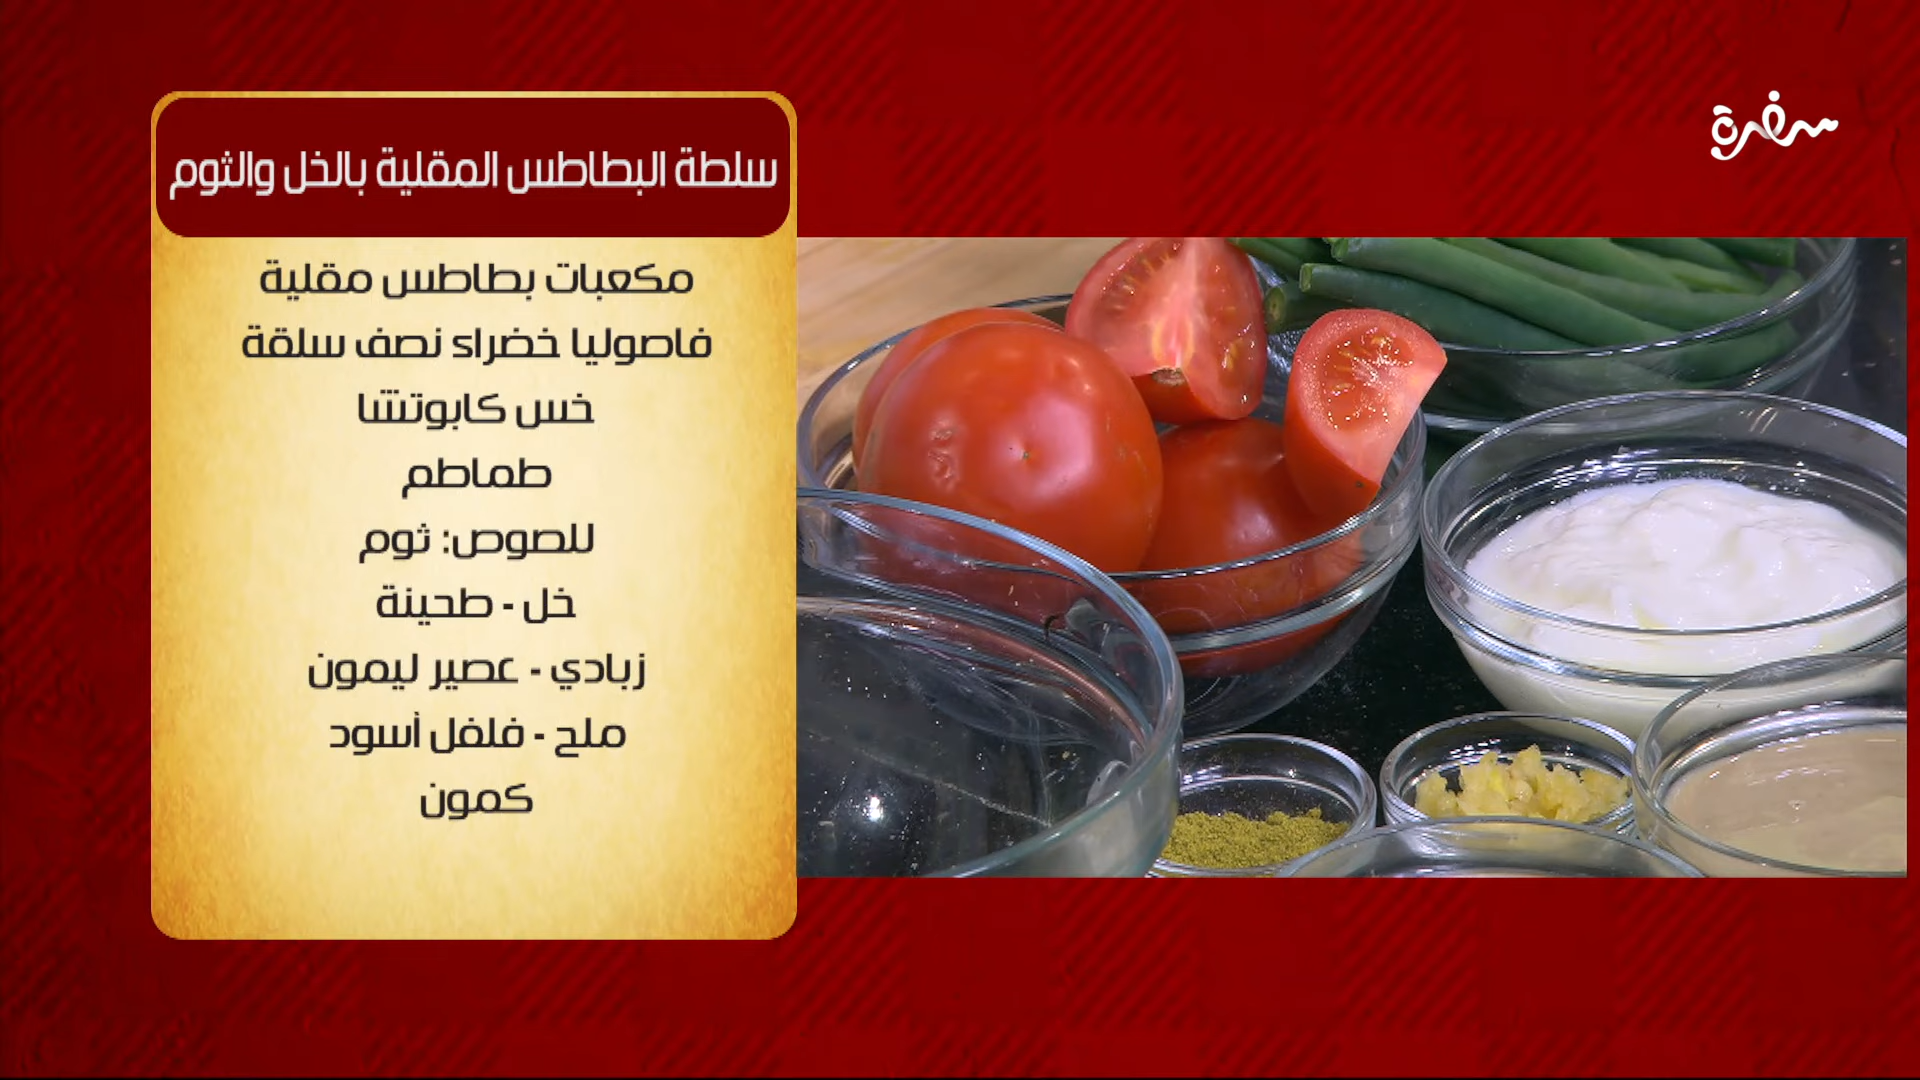 سفرة
سلطة البطاطس المقلية بالخل والثوم
مكعبات بطاطس مقلية
فاصوليا خضراء نصف سلقة
خس كابوتشا
طماطم
للصوص: ثوم
خل - طحينة
زبادي - عصير ليمون
ملح - فلفل أسود
كمون